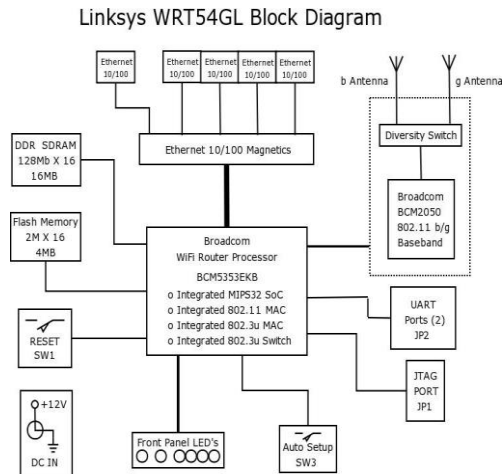 Linksys WRT54GL Block Diagram
Ethernet
10/100
Ethernet
10/100
Ethernet
10/100
Ethernet
10/100
Ethernet
10/100
b Antenna
g Antenna
Diversity Switch
Ethernet 10/100 Magnetics
DDR SDRAM
128Mb X 16
16MB
Broadcom
BCM2050
802.11 b/g
Baseband
Flash Memory
2M X 16
4MB
Broadcom
WiFi Router Processor
BCM5353EKB
o Integrated MIPS32 SoC
o Integrated 802.11 MAC
o Integrated 802.3u MAC
o Integrated 802.3u Switch
UART
Ports (2)
JP2
RESET
SW1
JTAG
PORT
JP1
+12V
DC IN
Front Panel LED's
Auto Setup
SW3